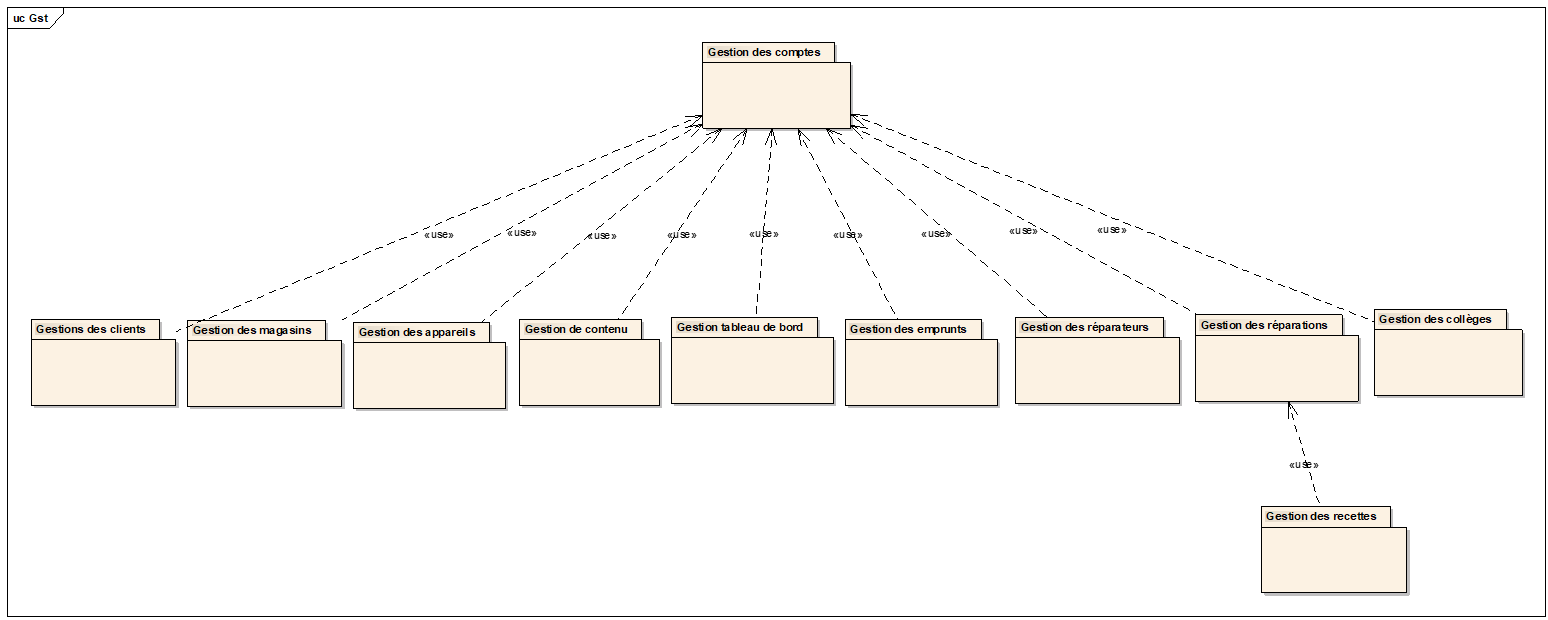 uc Gst
Gestion des comptes
«use»
«use»
«use»
«use»
«use»
«use»
«use»
«use»
«use»
Gestions des clients
Gestion des magasins
Gestion des appareils
Gestion de contenu
Gestion tableau de bord
Gestion des emprunts
Gestion des réparateurs
Gestion des réparations
Gestion des collèges
«use»
Gestion des recettes